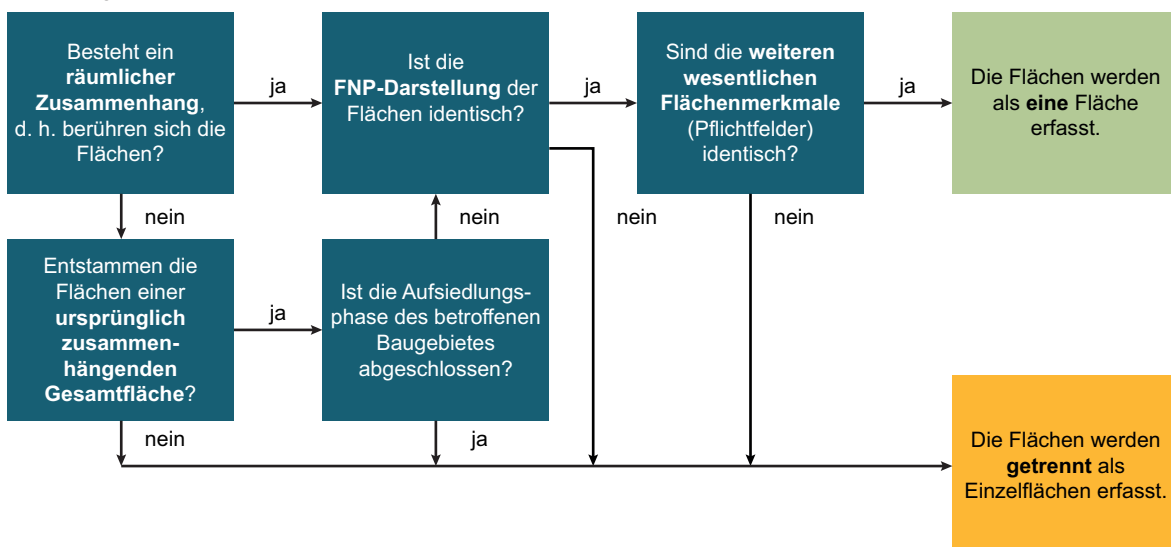 Besteht ein
räumlicher
Zusammenhang,
d. h. berühren sich die
Flächen?
ja
Ist die
FNP-Darstellung der
Flächen identisch?
ja
Sind die weiteren
wesentlichen
Flächenmerkmale
(Pflichtfelder)
identisch?
ja
Die Flächen werden
als eine Fläche
erfasst.
nein
nein
nein
nein
Entstammen die
Flächen einer
ursprünglich
zusammen-
hängenden
Gesamtfläche?
ja
Ist die Aufsiedlungs-
phase des betroffenen
Baugebietes
abgeschlossen?
nein
ja
Die Flächen werden
getrennt als
Einzelflächen erfasst.